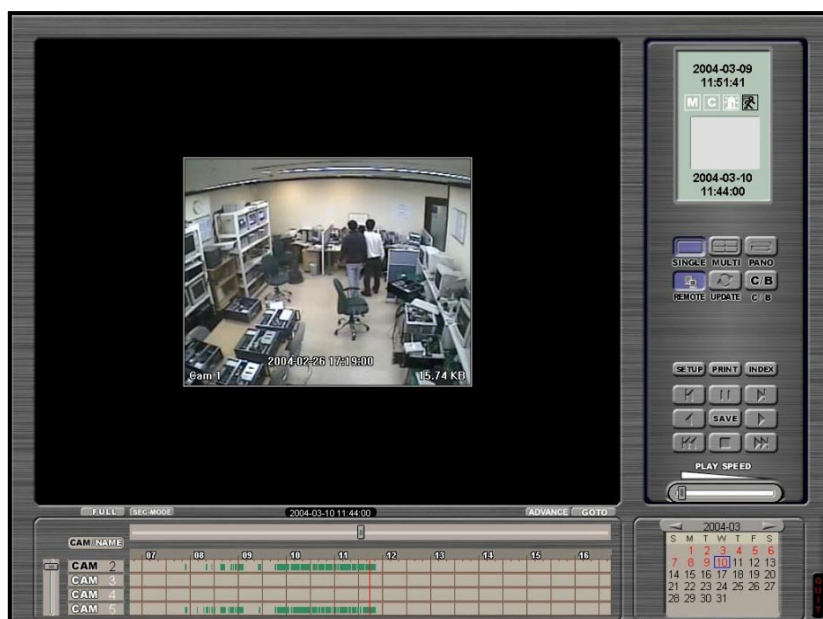 2004-03-09
11:51:41
M C
2004-03-10
11:44:00
SINGLE MULTI PANO
C/B
REMOTE UPDATE C/B
2004-02-26 17:19:00
Cam 1 15.74 KB
SETUP PRINT INDEX
SAVE
PLAY SPEED
FULL SEC-MODE 2004-03-10 11:44:00 ADVANCE GOTO
CAM/NAME
07 08 09 10 11 12 13 14 15 16
CAM 2
CAM 3
CAM 4
CAM 5
2004-03
S M T W T F S
1 2 3 4 5 6
7 8 9 10 11 12 13
14 15 16 17 18 19 20
21 22 23 24 25 26 27
28 29 30 31
QUIT